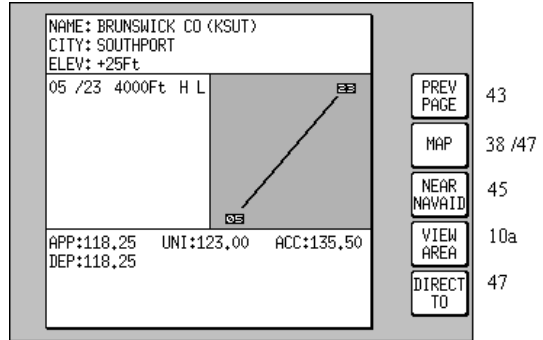 NAME: BRUNSWICK CO (KSUT)
CITY: SOUTHPORT
ELEV: +25Ft
05 /23 4000Ft H L
23
05
APP:118.25 UNI:123.00 ACC:135.50
DEP:118.25
PREV
PAGE
43
MAP
38 /47
NEAR
NAVAID
45
VIEW
AREA
10a
DIRECT
TO
47